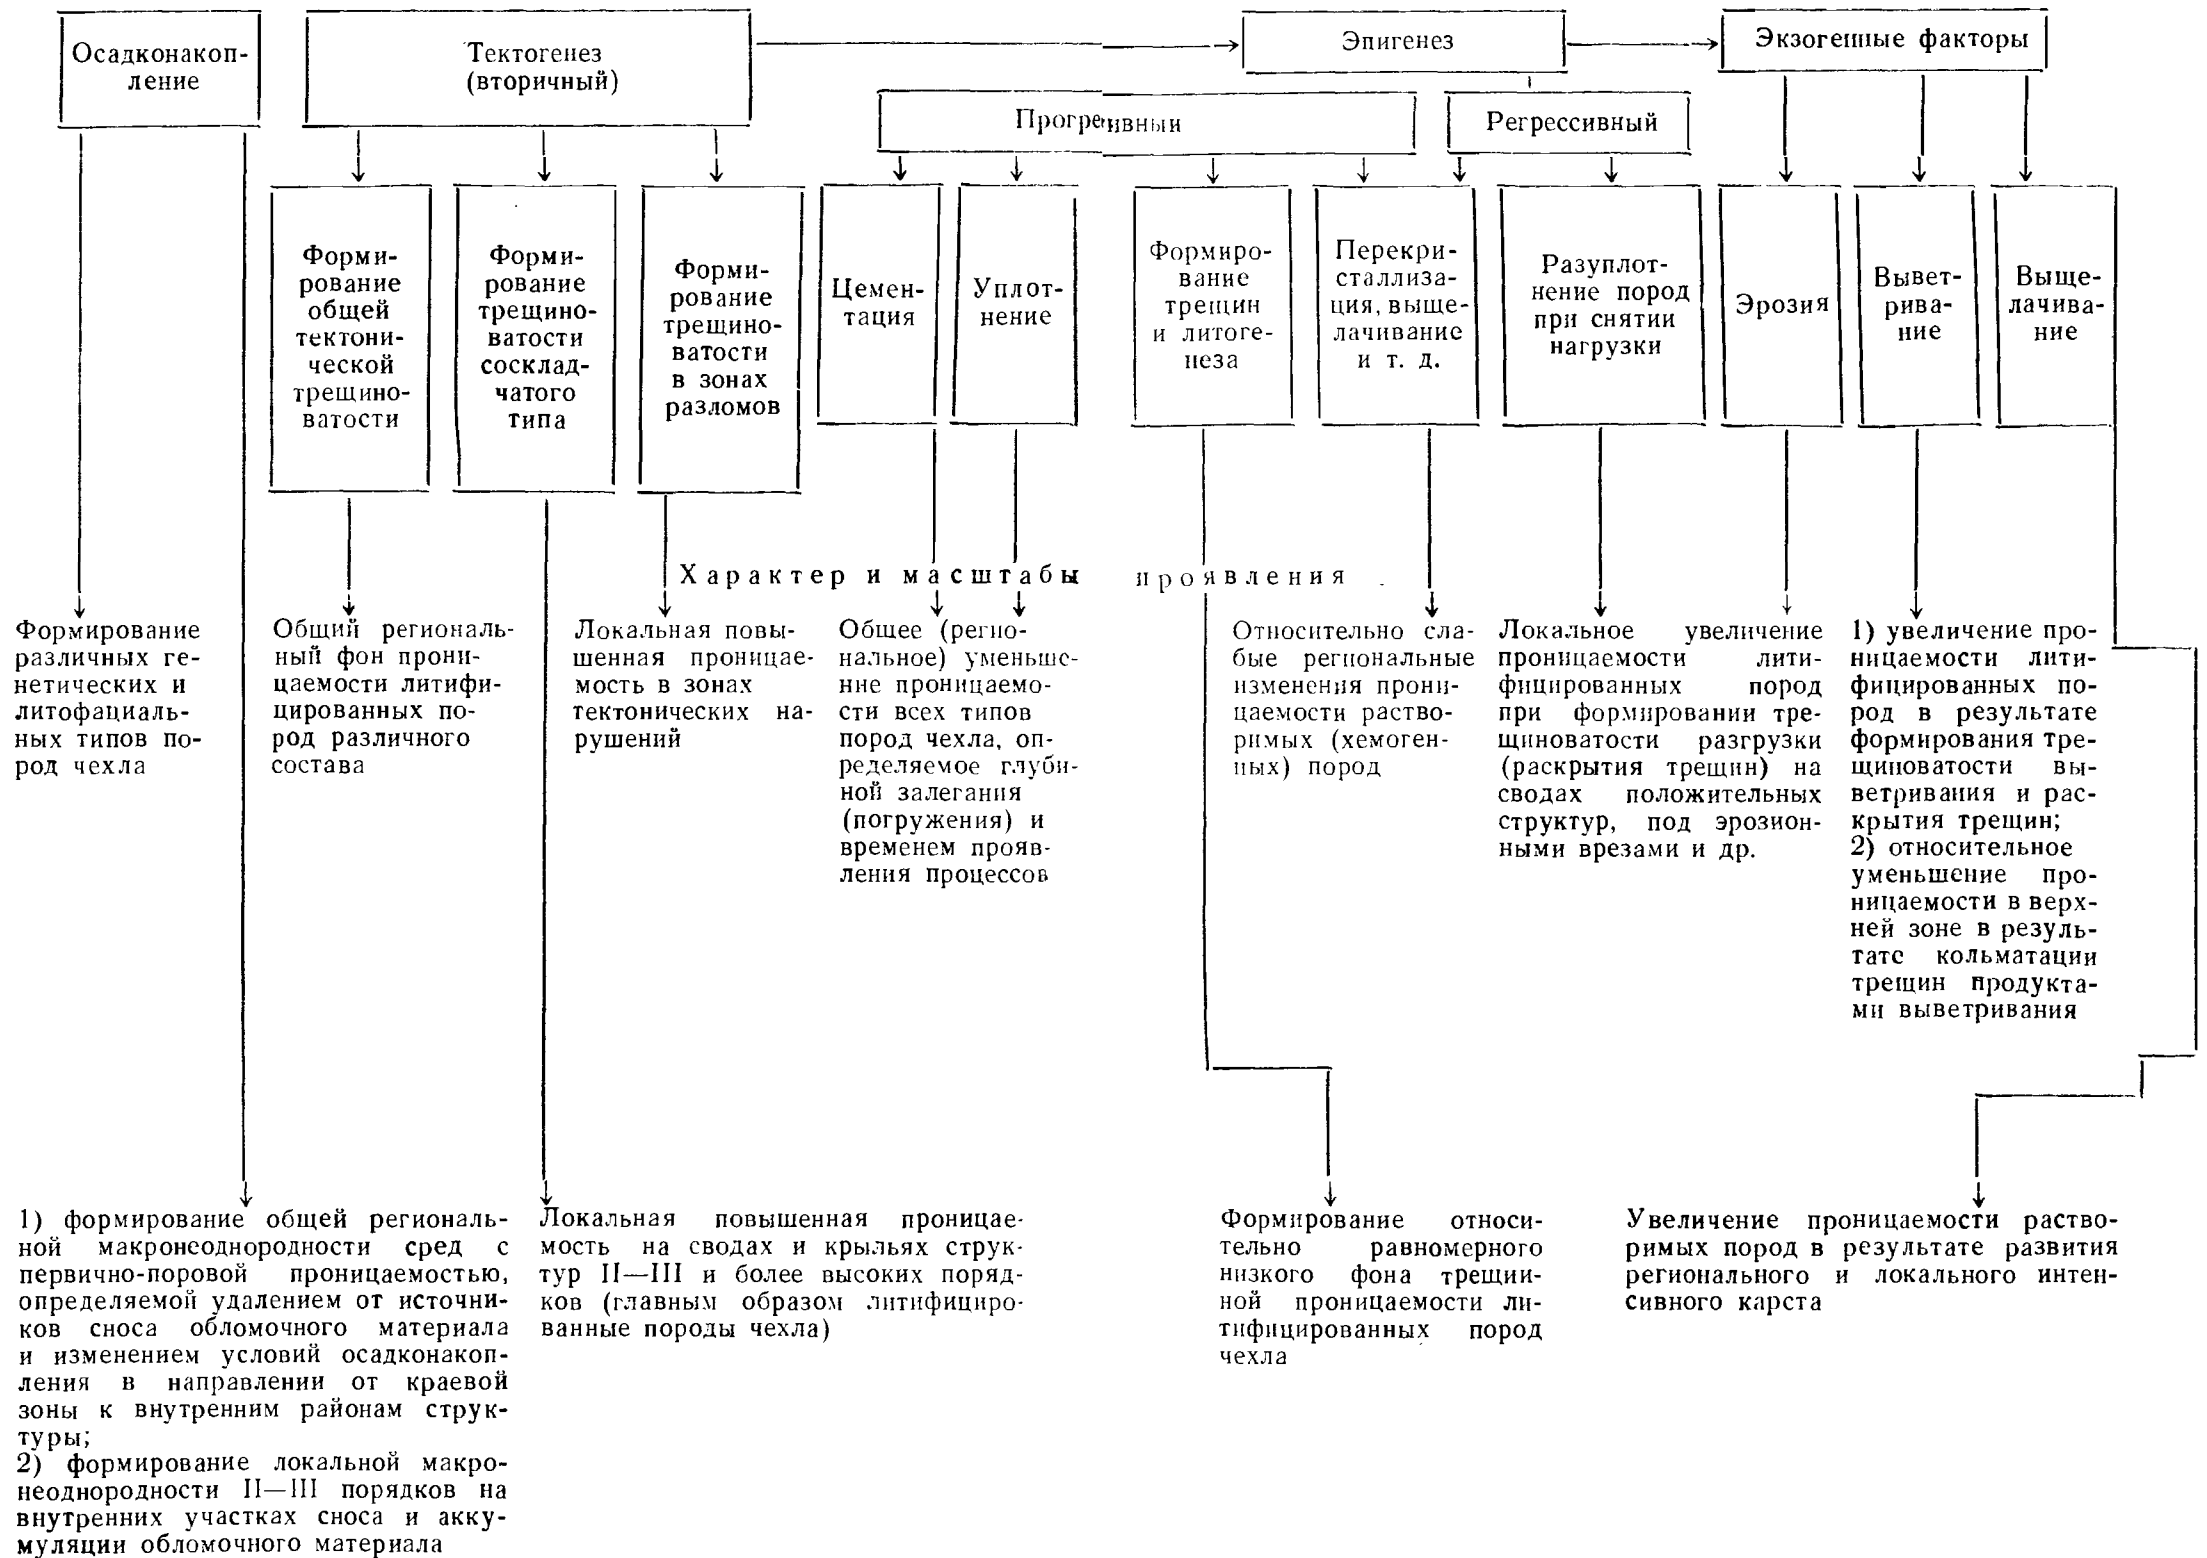 Осадконакоп-
ление
Тектогенез
(вторичный)
Эпигенез
Экзогенные факторы
Прогре ивный
Регрессивный
Форми-
рование
общей
тектони-
ческой
трещино-
ватости
Форми-
рование
трещино-
ватости
соскладчатого
типа
Форми-
рование
трещино-
ватости
в зонах
разломов
Цемен-
тация
Уплот-
нение
Формиро-
вание
трещин
и литоге-
неза
Перекри-
сталлиза-
ция, выще-
лачивание
и т. д.
Разуплот-
нение пород
при снятии
нагрузки
Эрозия
Вывет-
рива-
ние
Выще-
лачива-
ние
Характер и масштабы проявления
Формирование
различных ге-
нетических и
литофациаль-
ных типов по-
род чехла
Общий региональ-
ный фон прони-
цаемости литифи-
цированных по-
род различного
состава
Локальная повы-
шенная проницае-
мость в зонах
тектонических на-
рушений
Общее (регио-
нальное) уменьше-
ние проницаемо-
сти всех типов
пород чехла, оп-
ределяемое глуби-
ной залегания
(погружения) и
временем прояв-
ления процессов
Относительно сла-
бые региональные
изменения прони-
цаемости раство-
римых (хемоген-
ных) пород
Локальное увеличение
проницаемости лити-
фицированных пород
при формировании тре-
щиноватости разгрузки
(раскрытия трещин) на
сводах положительных
структур, под эрозион-
ными врезами и др.
1) увеличение про-
ницаемости лити-
фицированных по-
род в результате
формирования тре-
щиноватости вы-
ветривания и рас-
крытия трещин;
2) относительное
уменьшение про-
ницаемости в верх-
ней зоне в резуль-
тате кольматации
трещин продукта-
ми выветривания
1) формирование общей региональ-
ной макронеоднородности сред с
первично-поровой проницаемостью,
определяемой удалением от источни-
ков сноса обломочного материала
и изменением условий осадконакоп-
ления в направлении от краевой
зоны к внутренним районам струк-
туры;
2) формирование локальной макро-
неоднородности II—III порядков на
внутренних участках сноса и акку-
муляции обломочного материала
Локальная повышенная проницае-
мость на сводах и крыльях струк-
тур II—III и более высоких поряд-
ков (главным образом литифициро-
ванные породы чехла)
Формирование относи-
тельно равномерного
низкого фона трещин-
ной проницаемости ли-
тифицированных пород
чехла
Увеличение проницаемости раство-
римых пород в результате развития
регионального и локального интен-
сивного карста